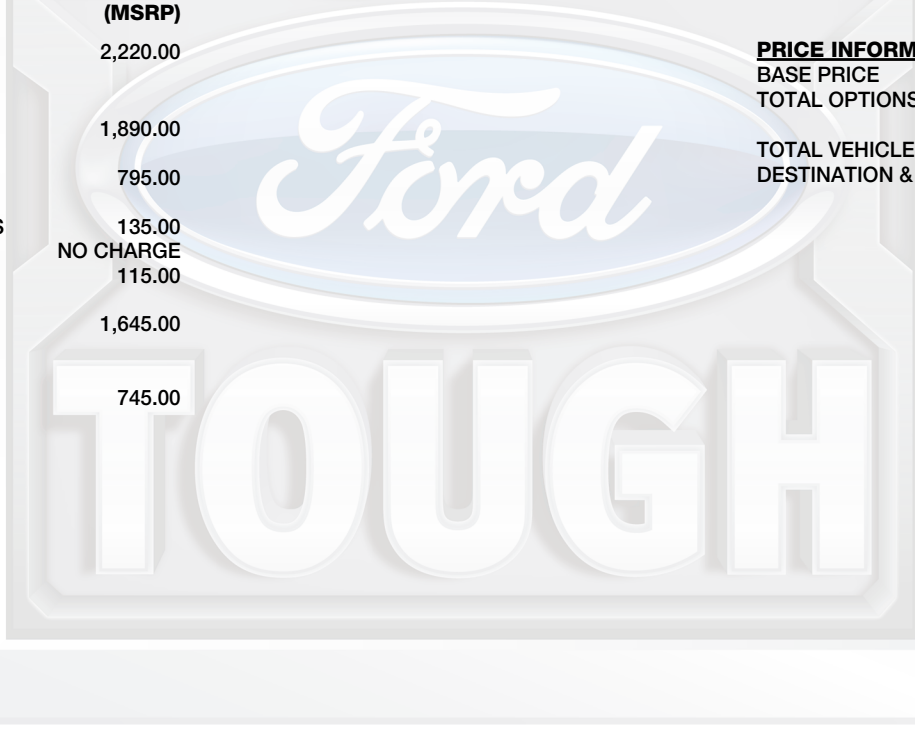 (MSRP)
2,220.00
1,890.00
795.00
S 135.00
NO CHARGE
115.00
1,645.00
745.00
PRICE INFORM
BASE PRICE
TOTAL OPTIONS
TOTAL VEHICLE
DESTINATION &
Ford
TOUGH